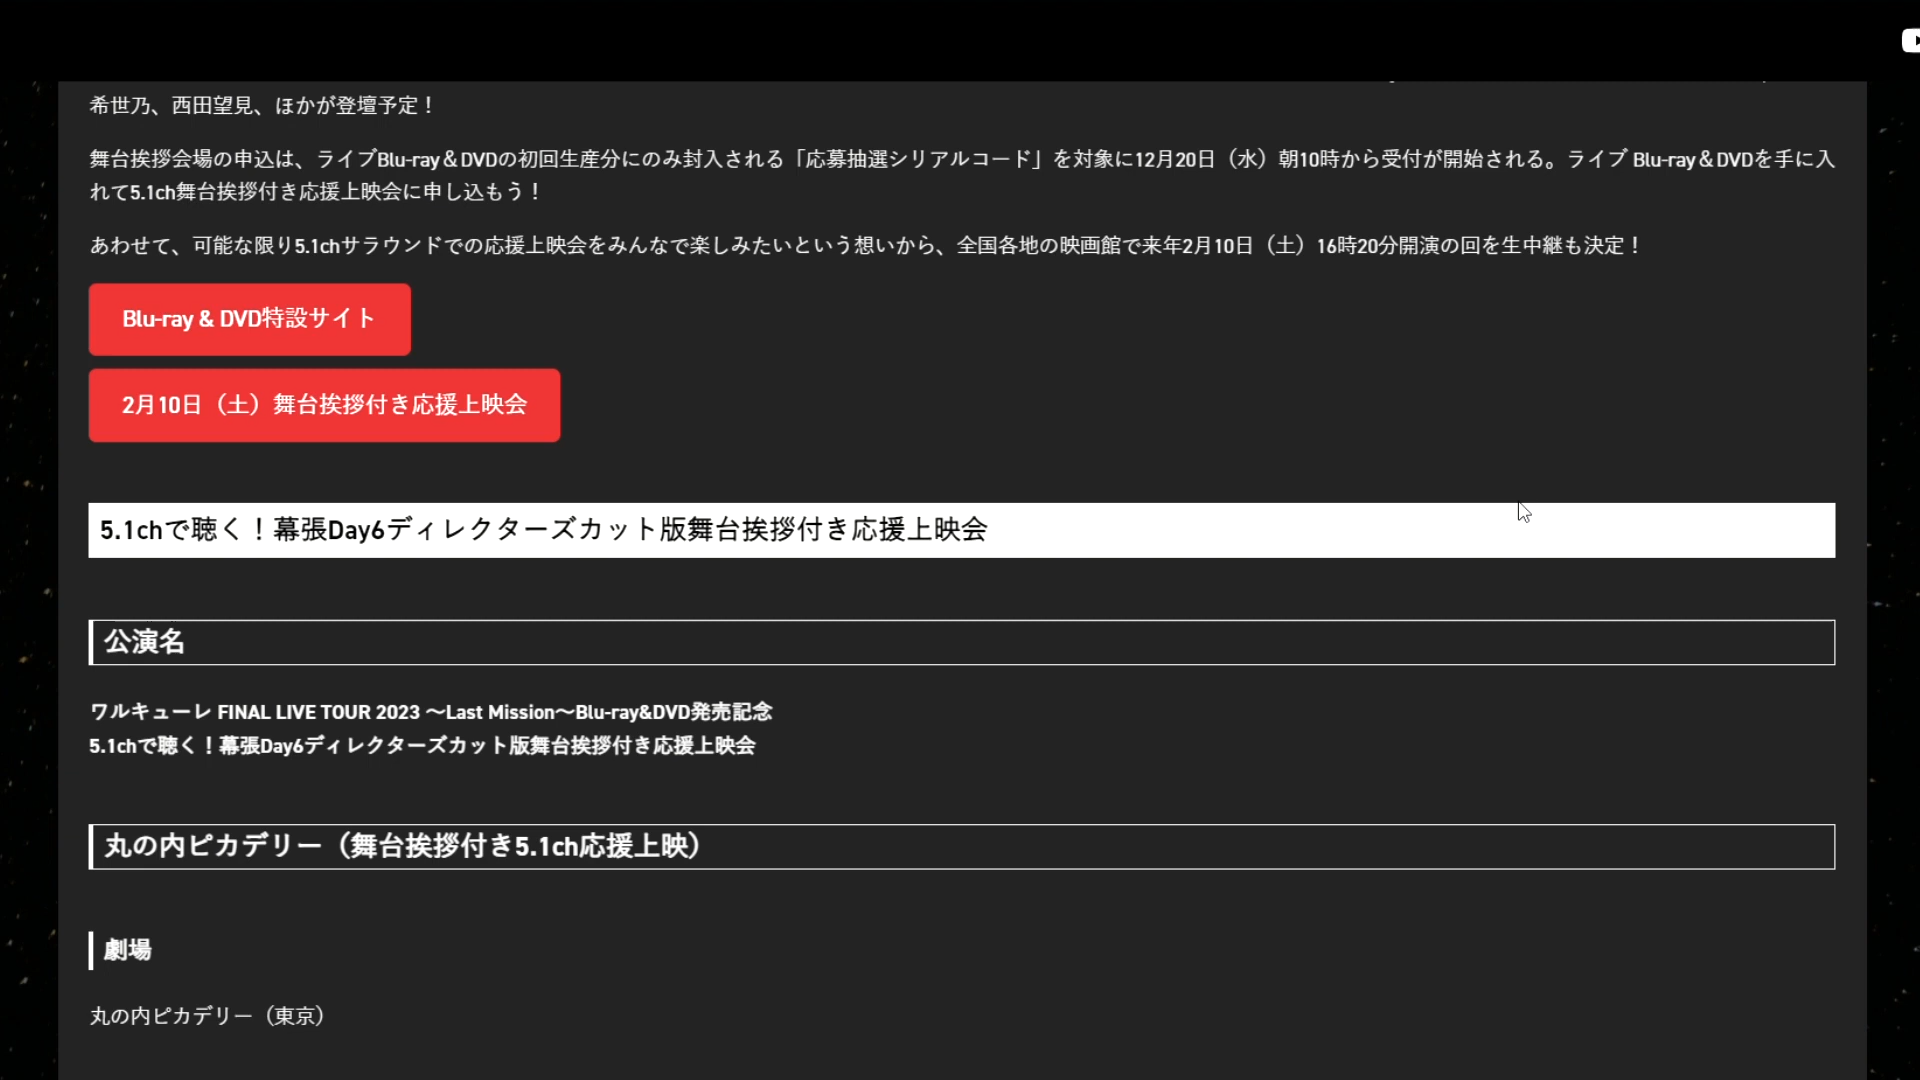 希世乃、西田望見、ほかが登壇予定！
舞台挨拶会場の申込は、ライブBlu-ray＆DVDの初回生産分にのみ封入される「応募抽選シリアルコード」を対象に12月20日（水）朝10時から受付が開始される。ライブ Blu-ray＆DVDを手に入
れて5.1ch舞台挨拶付き応援上映会に申し込もう！
あわせて、可能な限り5.1chサラウンドでの応援上映会をみんなで楽しみたいという想いから、全国各地の映画館で来年2月10日（土）16時20分開演の回を生中継も決定！
Blu-ray & DVD特設サイト
2月10日（土）舞台挨拶付き応援上映会
5.1chで聴く！幕張Day6ディレクターズカット版舞台挨拶付き応援上映会
公演名
ワルキューレ FINAL LIVE TOUR 2023 〜Last Mission〜Blu-ray&DVD発売記念
5.1chで聴く！幕張Day6ディレクターズカット版舞台挨拶付き応援上映会
丸の内ピカデリー（舞台挨拶付き5.1ch応援上映）
劇場
丸の内ピカデリー（東京）